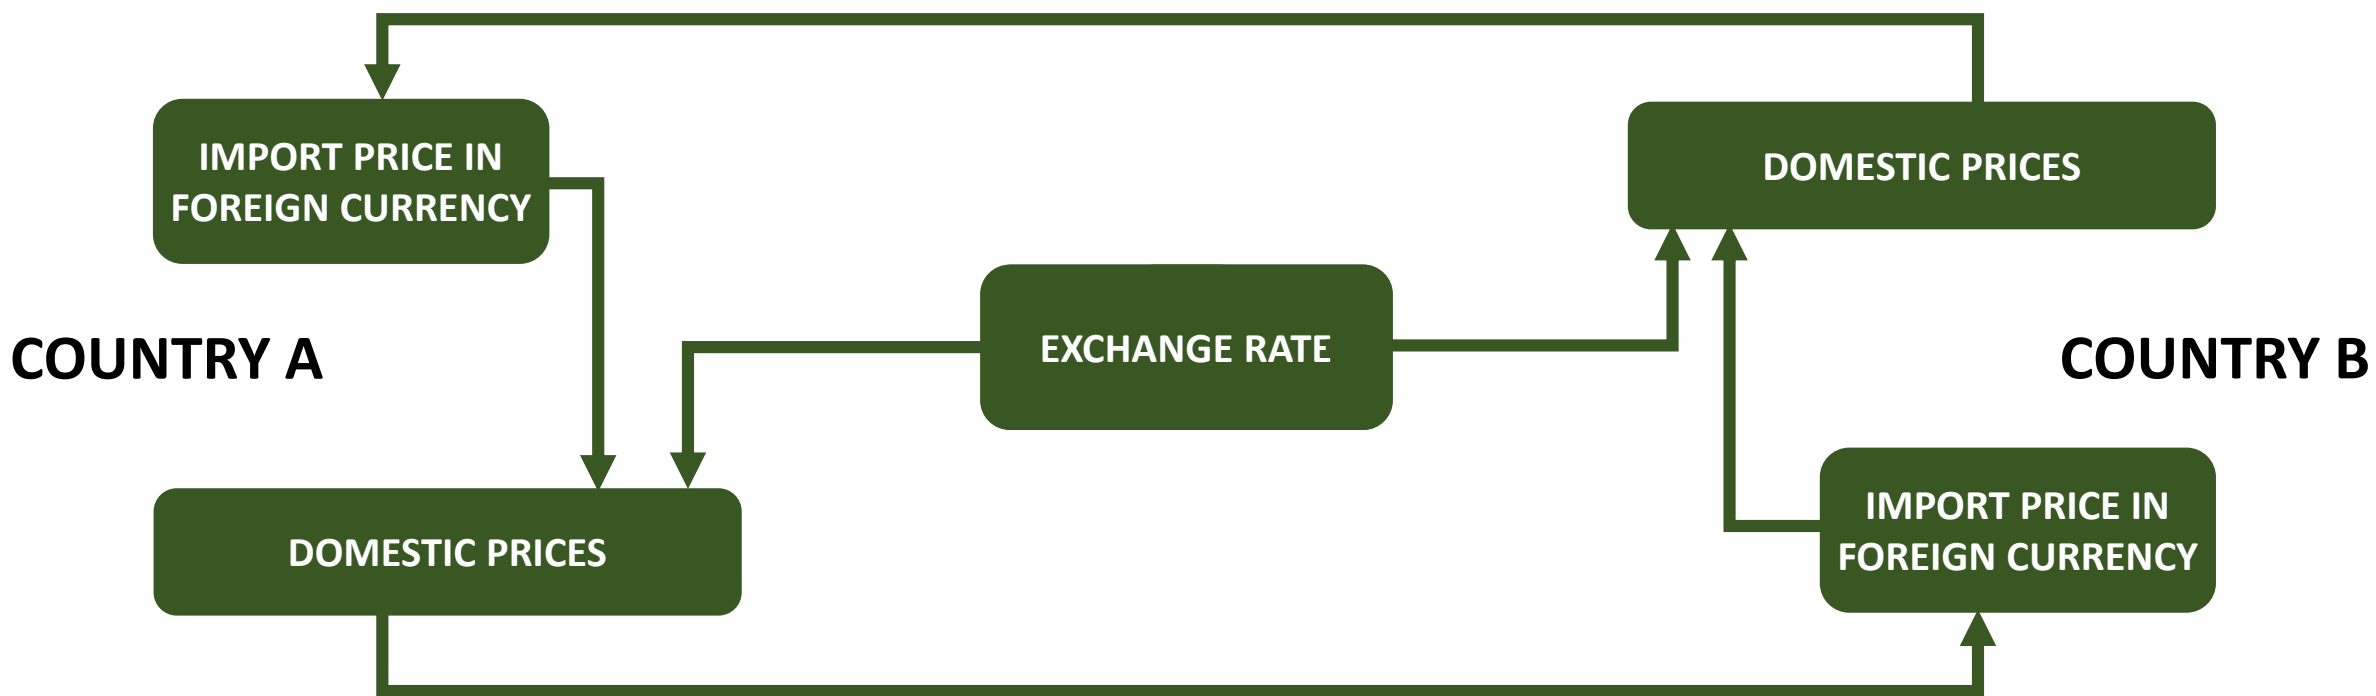 IMPORT PRICE IN
FOREIGN CURRENCY
DOMESTIC PRICES
EXCHANGE RATE
COUNTRY A
COUNTRY B
IMPORT PRICE IN
FOREIGN CURRENCY
DOMESTIC PRICES